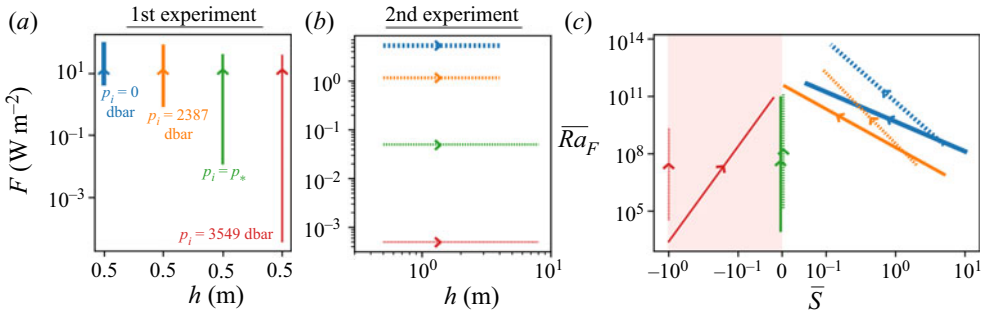 (a) 1st experiment
F (W m⁻²)
10¹
10⁻¹
10⁻³
p_i = 0
dbar
p_i = 2387
dbar
p_i = p_*
p_i = 3549 dbar
0.5 0.5 0.5 0.5
h (m)
(b) 2nd experiment
10⁰
10⁻¹
10⁻²
10⁻³
10⁰ 10¹
h (m)
(c)
Ra_F
10¹⁴
10¹¹
10⁸
10⁵
−10⁰ −10⁻¹ 0 10⁻¹ 10⁰ 10¹
S